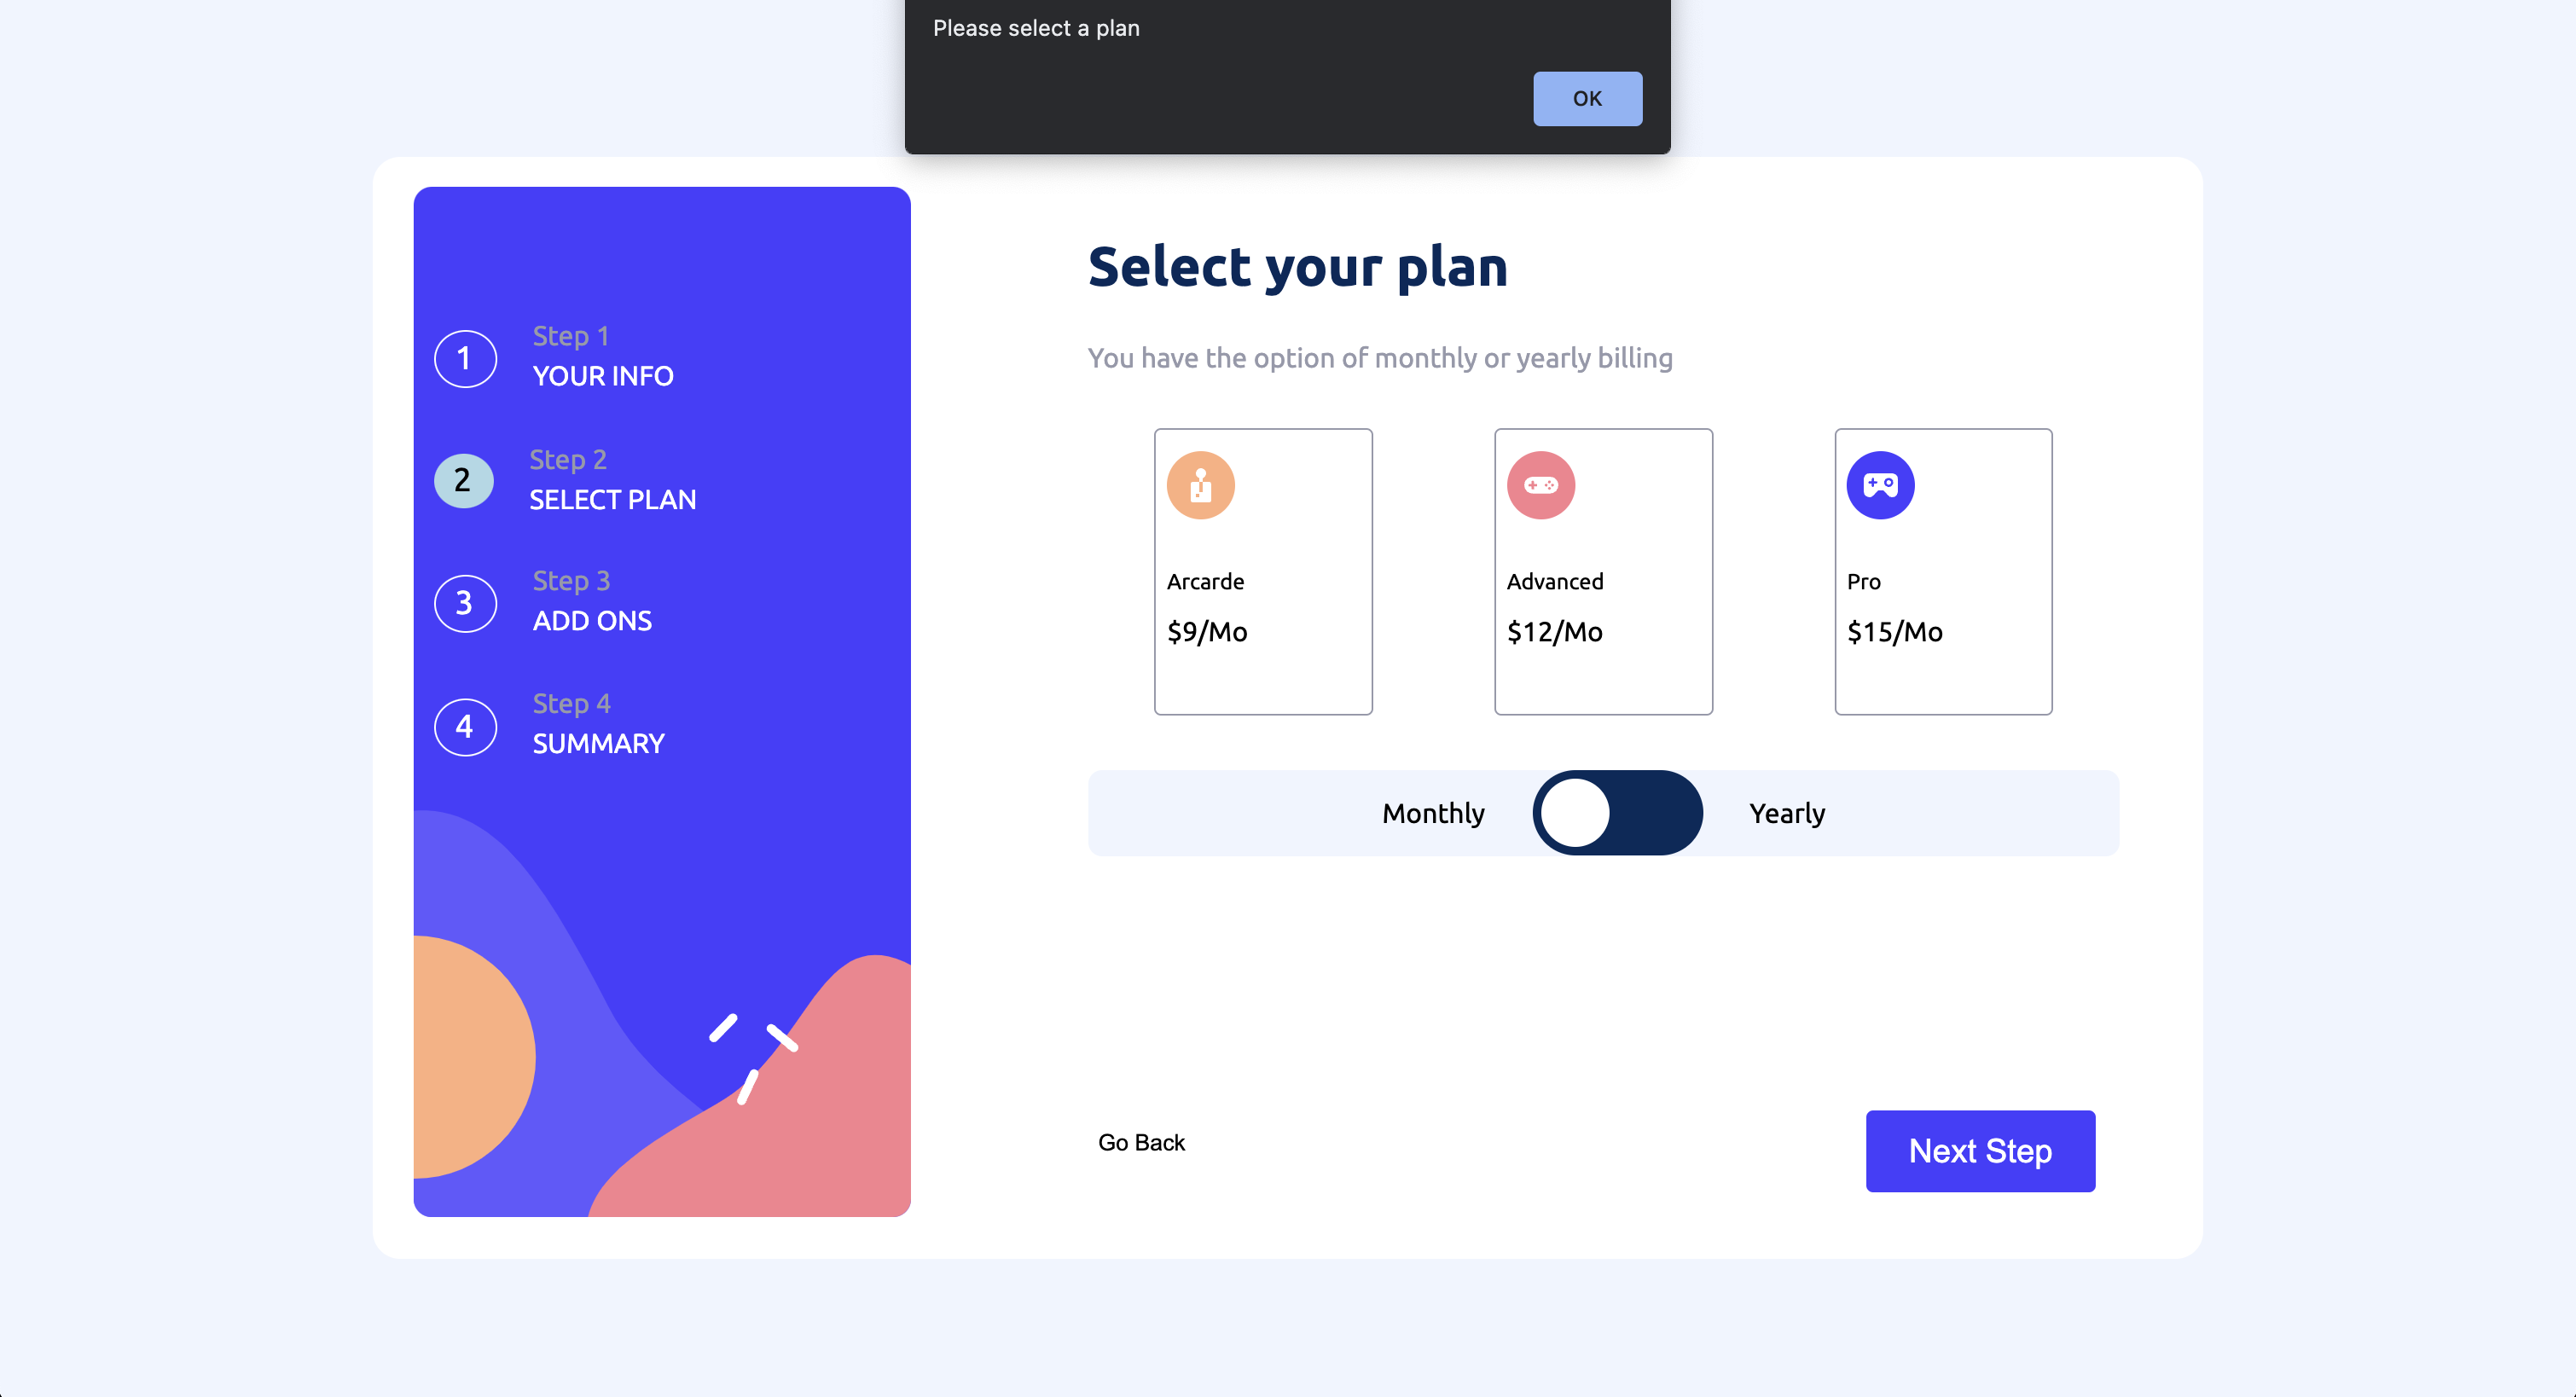 Please select a plan
OK
1
Step 1
YOUR INFO
2
Step 2
SELECT PLAN
3
Step 3
ADD ONS
4
Step 4
SUMMARY
Select your plan
You have the option of monthly or yearly billing
Arcarde
$9/Mo
Advanced
$12/Mo
Pro
$15/Mo
Monthly
Yearly
Go Back
Next Step